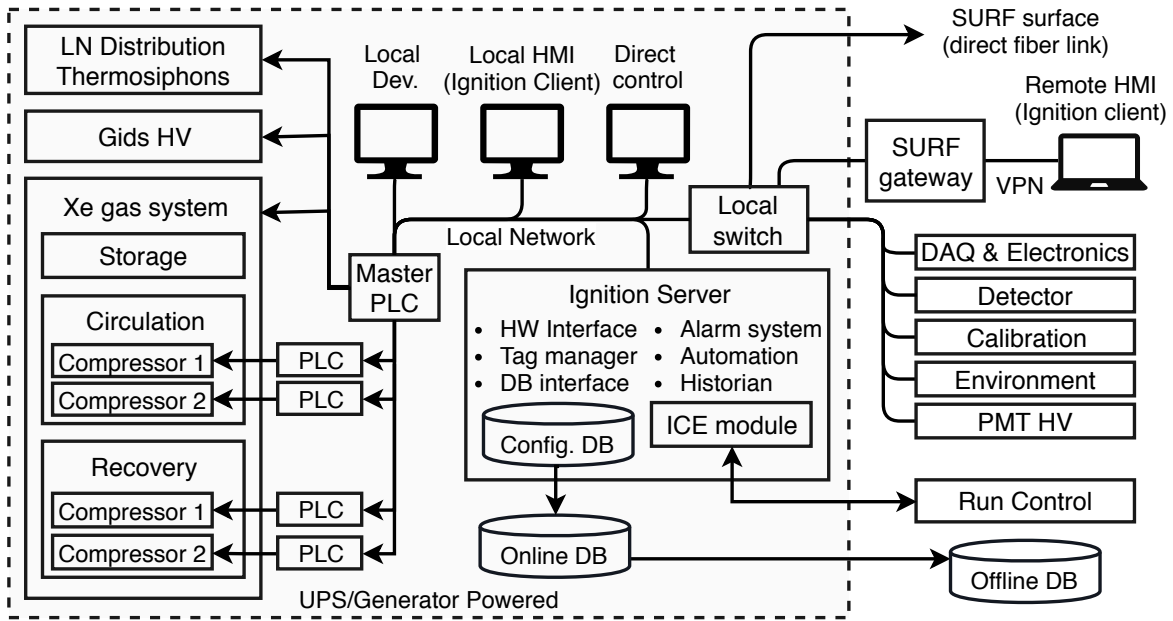 LN Distribution
Thermosiphons
Gids HV
Xe gas system
Storage
Circulation
Compressor 1
Compressor 2
Recovery
Compressor 1
Compressor 2
PLC
PLC
PLC
PLC
Master
PLC
Local
Dev.
Local HMI
(Ignition Client)
Direct
control
Local Network
Local
switch
SURF surface
(direct fiber link)
SURF
gateway
VPN
Remote HMI
(Ignition client)
DAQ & Electronics
Detector
Calibration
Environment
PMT HV
Ignition Server
• HW Interface
• Tag manager
• DB interface
• Alarm system
• Automation
• Historian
Config. DB
ICE module
Run Control
Online DB
Offline DB
UPS/Generator Powered